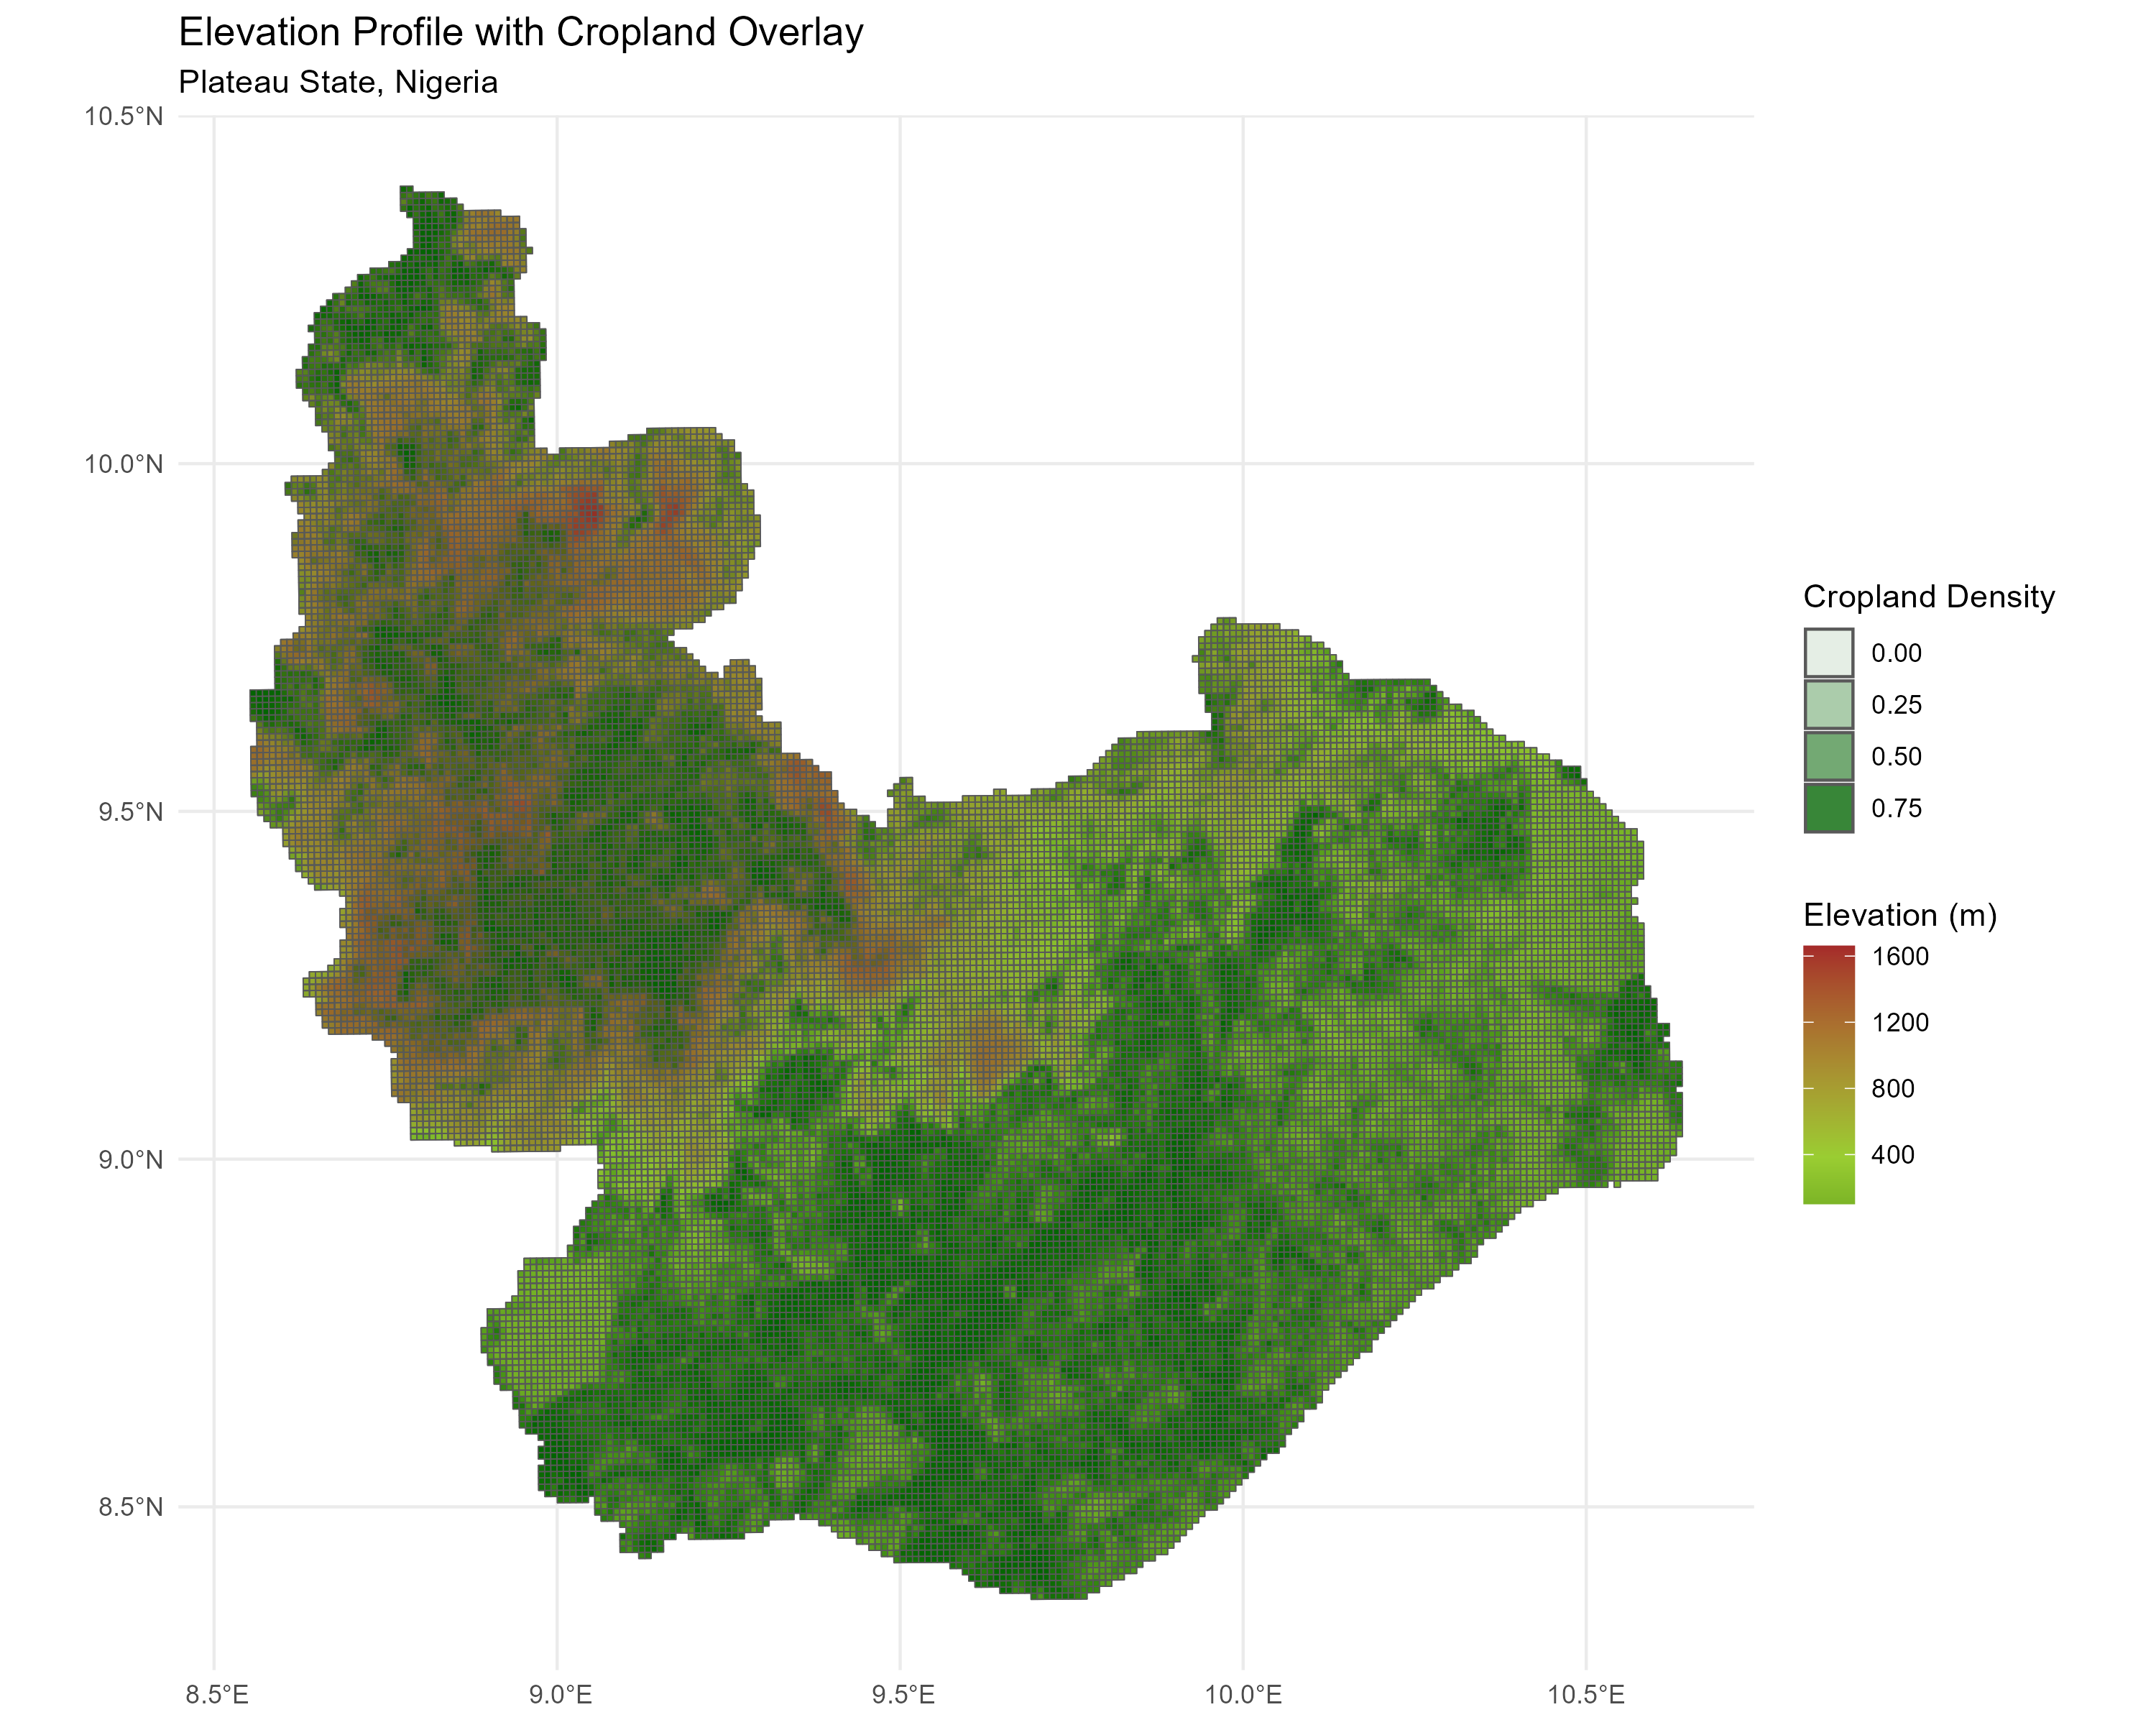 Elevation Profile with Cropland Overlay
Plateau State, Nigeria
10.5°N
10.0°N
9.5°N
9.0°N
8.5°N
8.5°E
9.0°E
9.5°E
10.0°E
10.5°E
Cropland Density
0.00
0.25
0.50
0.75
Elevation (m)
1600
1200
800
400